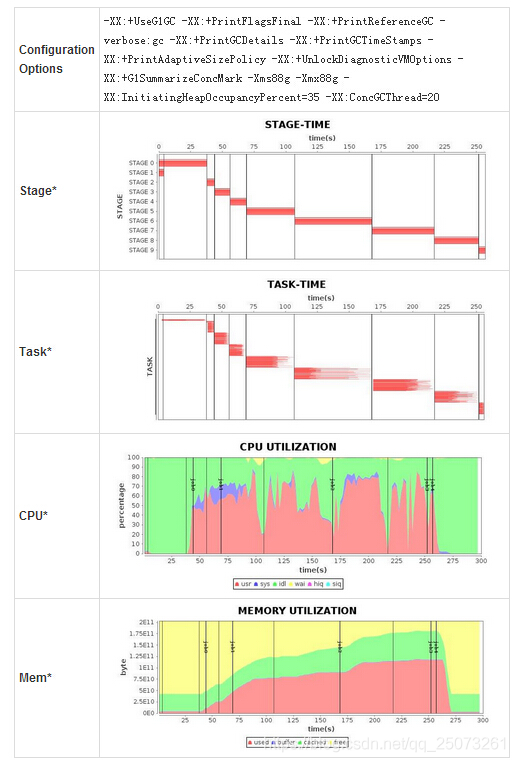 -XX:+UseG1GC -XX:+PrintFlagsFinal -XX:+PrintReferenceGC -
verbose:gc -XX:+PrintGCDetails -XX:+PrintGCTimeStamps -
Configuration
Options
XX:+PrintAdaptiveSizePolicy -XX:+UnlockDiagnosticVMOptions -
XX:+G1SummarizeConcMark -Xms88g -Xmx88g -
XX:InitiatingHeapOccupancyPercent=35 -XX:ConcGCThread=20
Stage*
STAGE-TIME
time(s)
0 25 50 75 100 125 150 175 200 225 250
STAGE
STAGE 0
STAGE 1
STAGE 2
STAGE 3
STAGE 4
STAGE 5
STAGE 6
STAGE 7
STAGE 8
STAGE 9
Task*
TASK-TIME
time(s)
0 25 50 75 100 125 150 175 200 225 250
TASK
CPU*
CPU UTILIZATION
percentage
100
90
80
70
60
50
40
30
20
10
0
25 50 75 100 125 150 175 200 225 250 275 300
time(s)
usr sys idl wai hiq siq
Mem*
MEMORY UTILIZATION
byte
2E11
1.75E11
1.5E11
1.25E11
1E11
7.5E10
5E10
2.5E10
0E0
25 50 75 100 125 150 175 200 225 250 275 300
time(s)
used buffer cached free
csdn.net/qq_25073261